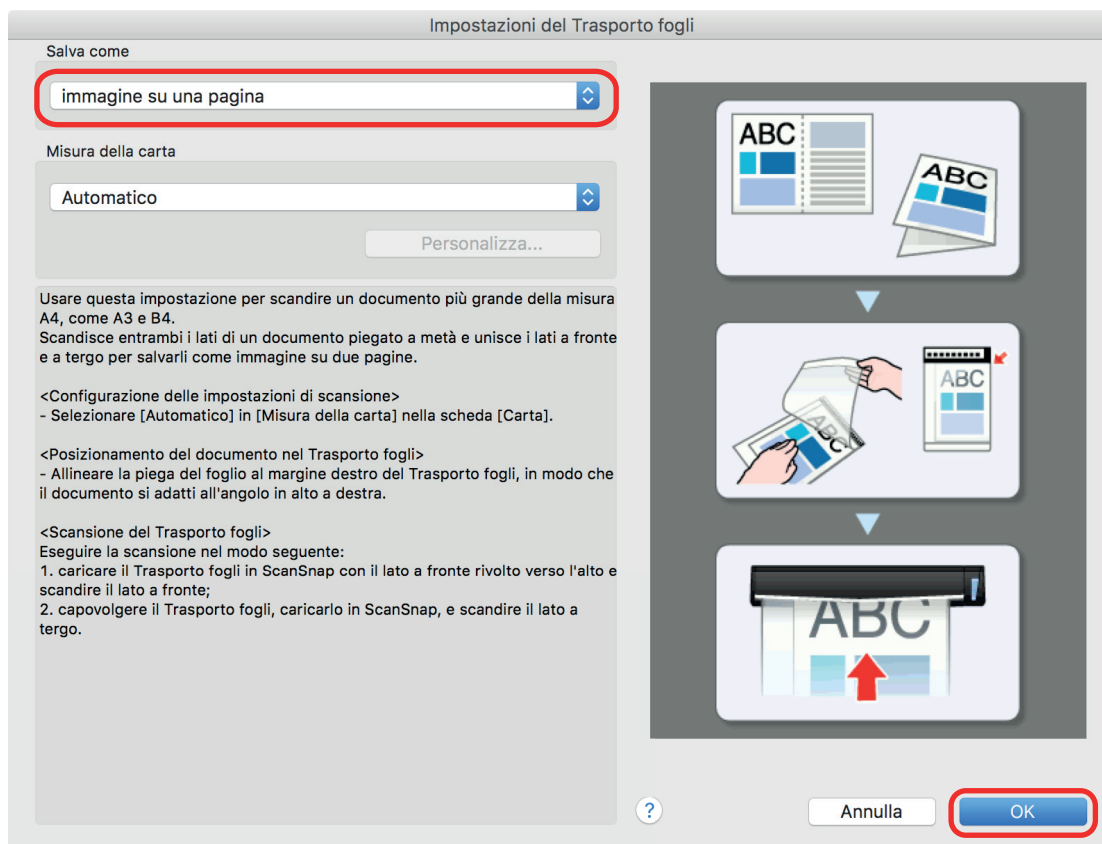 Impostazioni del Trasporto fogli
Salva come
immagine su una pagina
Misura della carta
Automatico
Personalizza...
Usare questa impostazione per scandire un documento più grande della misura
A4, come A3 e B4.
Scandisce entrambi i lati di un documento piegato a metà e unisce i lati a fronte
e a tergo per salvarli come immagine su due pagine.
<Configurazione delle impostazioni di scansione>
- Selezionare [Automatico] in [Misura della carta] nella scheda [Carta].
<Posizionamento del documento nel Trasporto fogli>
- Allineare la piega del foglio al margine destro del Trasporto fogli, in modo che
il documento si adatti all'angolo in alto a destra.
<Scansione del Trasporto fogli>
Eseguire la scansione nel modo seguente:
1. caricare il Trasporto fogli in ScanSnap con il lato a fronte rivolto verso l'alto e
scandire il lato a fronte;
2. capovolgere il Trasporto fogli, caricarlo in ScanSnap, e scandire il lato a
tergo.
ABC
ABC
ABC
ABC
ABC
?
Annulla
OK